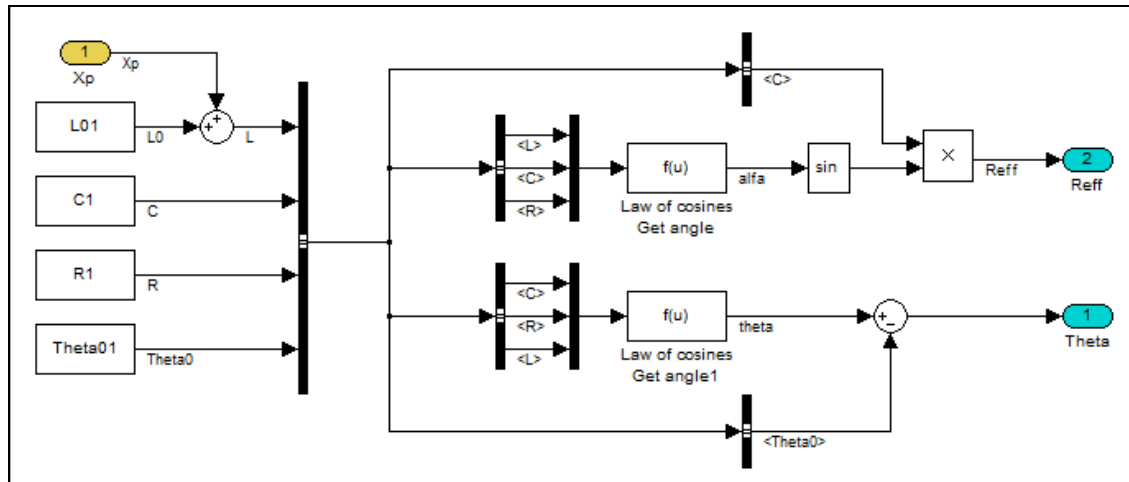 1
Xp
Xp
L01
L0
+
+
L
C1
C
R1
R
Theta01
Theta0
<C>
<L>
<C>
<R>
f(u)
Law of cosines
Get angle
alfa
sin
×
Reff
2
Reff
<C>
<R>
<L>
f(u)
Law of cosines
Get angle1
theta
+
−
1
Theta
<Theta0>